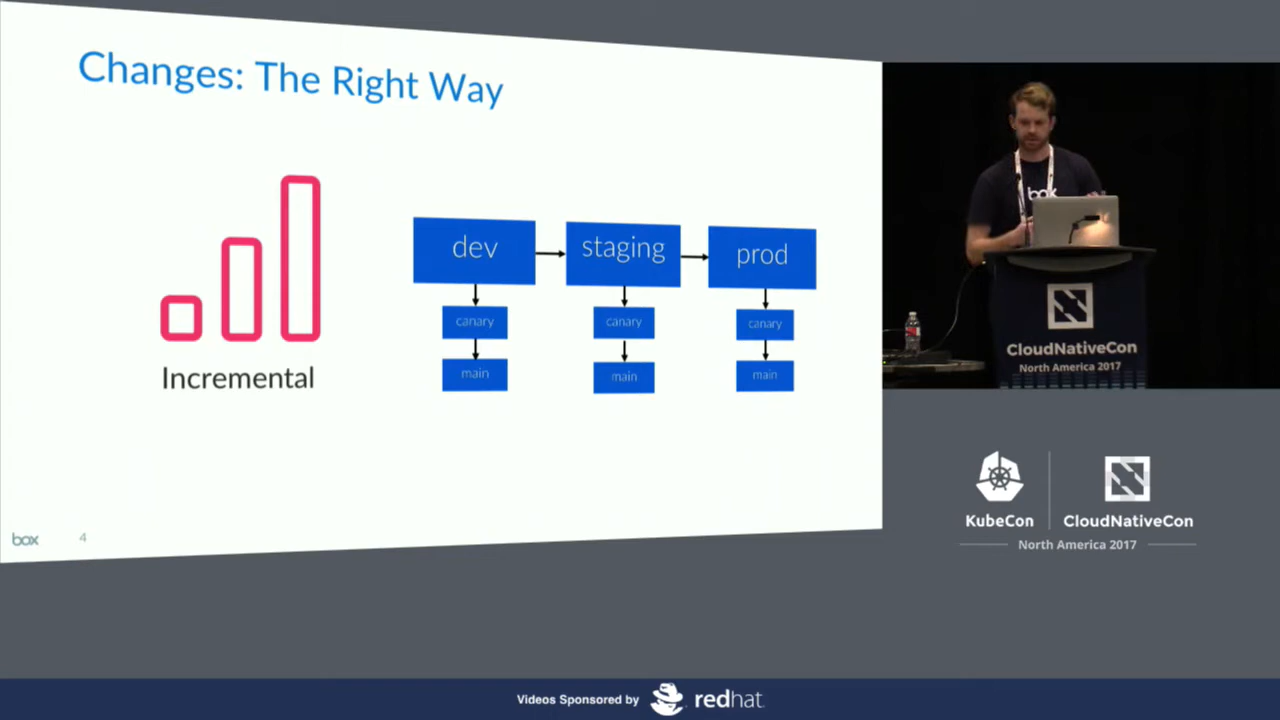 Changes: The Right Way
Incremental
dev
staging
prod
canary
canary
canary
main
main
main
box
4
box
CloudNativeCon
North America 2017
KubeCon
CloudNativeCon
North America 2017
Videos Sponsored by
redhat